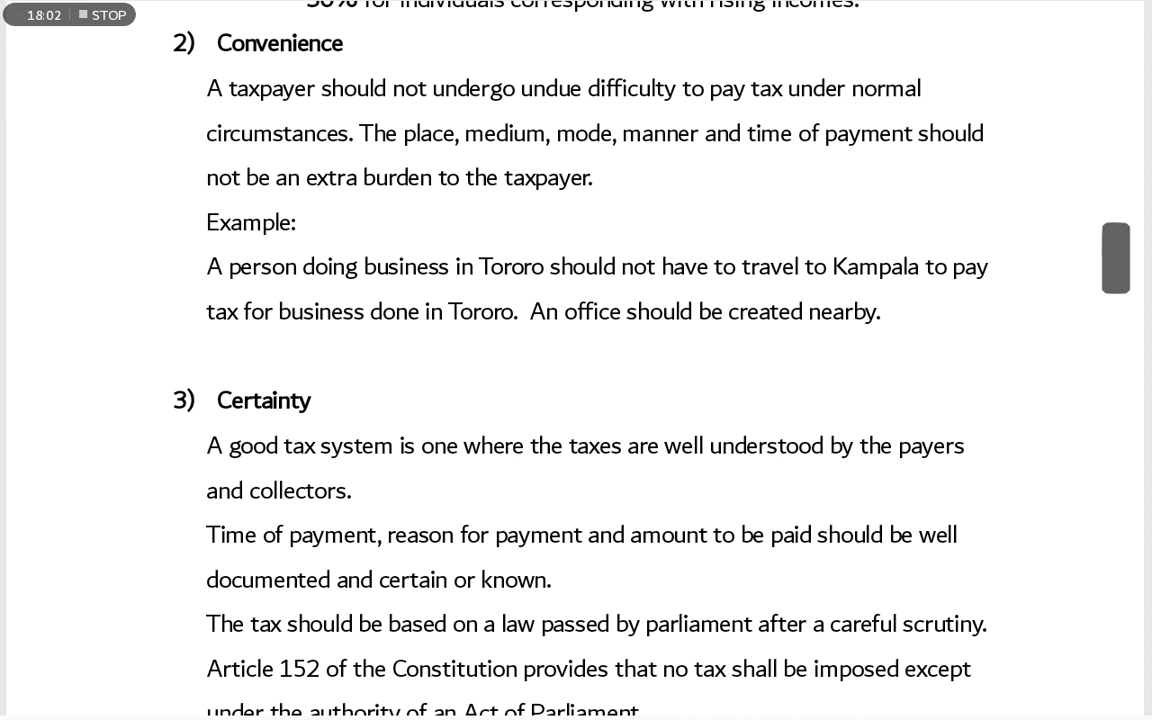 18:02 STOP
30% for individuals corresponding with rising incomes.
2) Convenience
A taxpayer should not undergo undue difficulty to pay tax under normal
circumstances. The place, medium, mode, manner and time of payment should
not be an extra burden to the taxpayer.
Example:
A person doing business in Tororo should not have to travel to Kampala to pay
tax for business done in Tororo.  An office should be created nearby.
3) Certainty
A good tax system is one where the taxes are well understood by the payers
and collectors.
Time of payment, reason for payment and amount to be paid should be well
documented and certain or known.
The tax should be based on a law passed by parliament after a careful scrutiny.
Article 152 of the Constitution provides that no tax shall be imposed except
under the authority of an Act of Parliament